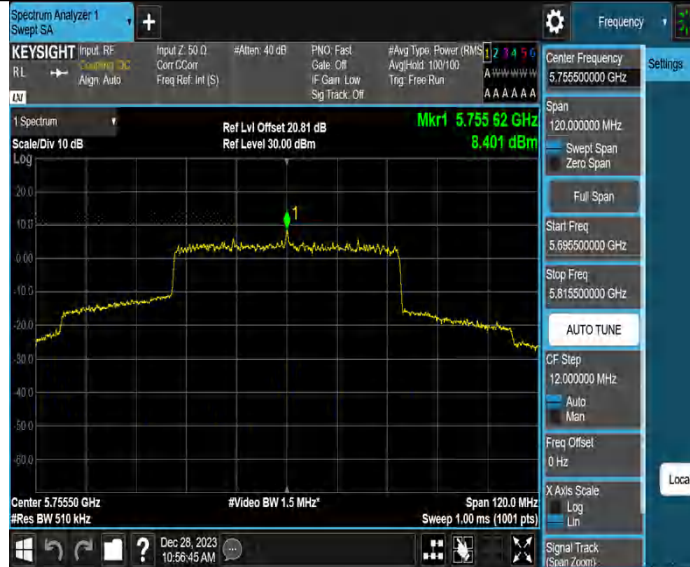 Spectrum Analyzer 1
Swept SA
Frequency
KEYSIGHT
RL
LXI
Input: RF
Coupling: DC
Align: Auto
Input Z: 50 Ω
Corr CCorr
Freq Ref: Int (S)
#Atten: 40 dB
PNO: Fast
Gate: Off
IF Gain: Low
Sig Track: Off
#Avg Type: Power (RMS
Avg|Hold: 100/100
Trig: Free Run
1 2 3 4 5 6
A W W W W W
A A A A A A
1 Spectrum
Scale/Div 10 dB
Ref Lvl Offset 20.81 dB
Ref Level 30.00 dBm
Mkr1 5.755 62 GHz
8.401 dBm
Log
20.0
10.0
0.00
-10.0
-20.0
-30.0
-40.0
-50.0
-60.0
1
Center 5.75550 GHz
#Res BW 510 kHz
#Video BW 1.5 MHz*
Span 120.0 MHz
Sweep 1.00 ms (1001 pts)
Dec 28, 2023
10:56:45 AM
Center Frequency
5.755500000 GHz
Span
120.000000 MHz
Swept Span
Zero Span
Full Span
Start Freq
5.695500000 GHz
Stop Freq
5.815500000 GHz
AUTO TUNE
CF Step
12.000000 MHz
Auto
Man
Freq Offset
0 Hz
X Axis Scale
Log
Lin
Signal Track
(Span Zoom)
Settings
Loca